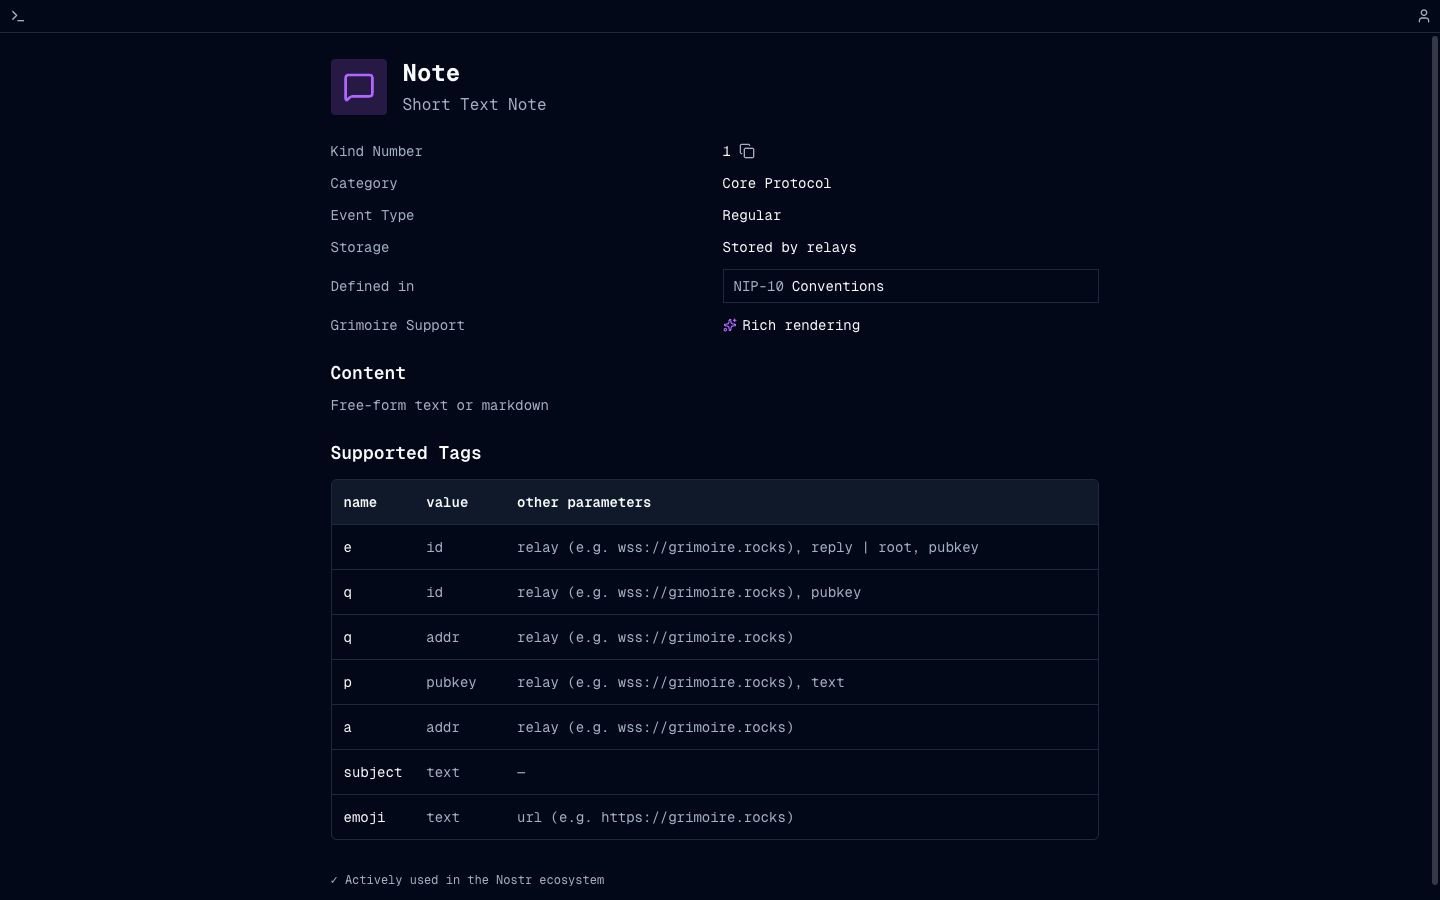 Note
Short Text Note
Kind Number 1
Category Core Protocol
Event Type Regular
Storage Stored by relays
Defined in NIP-10 Conventions
Grimoire Support Rich rendering
Content
Free-form text or markdown
Supported Tags
name value other parameters
e id relay (e.g. wss://grimoire.rocks), reply | root, pubkey
q id relay (e.g. wss://grimoire.rocks), pubkey
q addr relay (e.g. wss://grimoire.rocks)
p pubkey relay (e.g. wss://grimoire.rocks), text
a addr relay (e.g. wss://grimoire.rocks)
subject text —
emoji text url (e.g. https://grimoire.rocks)
✓ Actively used in the Nostr ecosystem